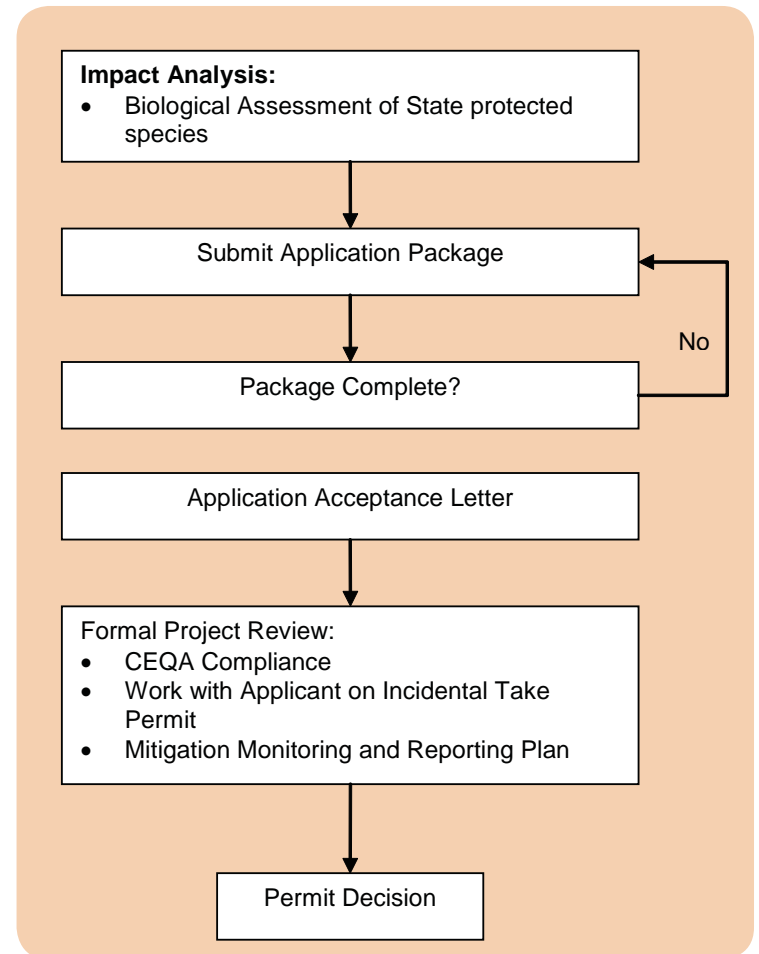 Impact Analysis:
• Biological Assessment of State protected
species
Submit Application Package
No
Package Complete?
Application Acceptance Letter
Formal Project Review:
• CEQA Compliance
• Work with Applicant on Incidental Take
Permit
• Mitigation Monitoring and Reporting Plan
Permit Decision